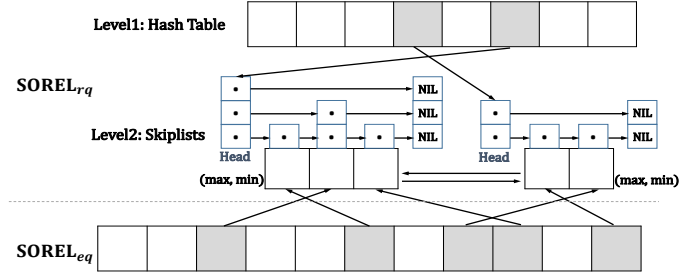 Level1: Hash Table
SOREL_rq
NIL
NIL
NIL
Level2: Skiplists
NIL
NIL
Head
Head
(max, min)
(max, min)
SOREL_eq